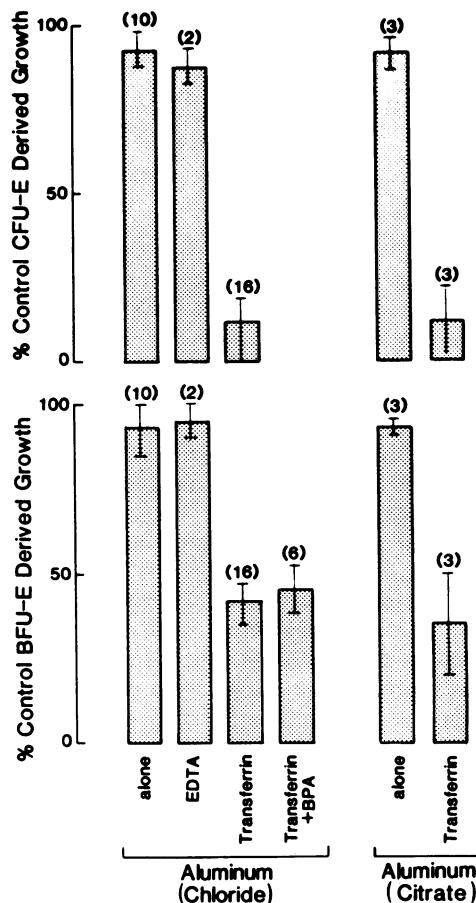 % Control CFU-E Derived Growth
100
50
0
(10)
(2)
(16)
(3)
(3)
% Control BFU-E Derived Growth
100
50
0
(10)
(2)
(16)
(6)
(3)
(3)
alone
EDTA
Transferrin
Transferrin
+BPA
alone
Transferrin
Aluminum
(Chloride)
Aluminum
(Citrate)